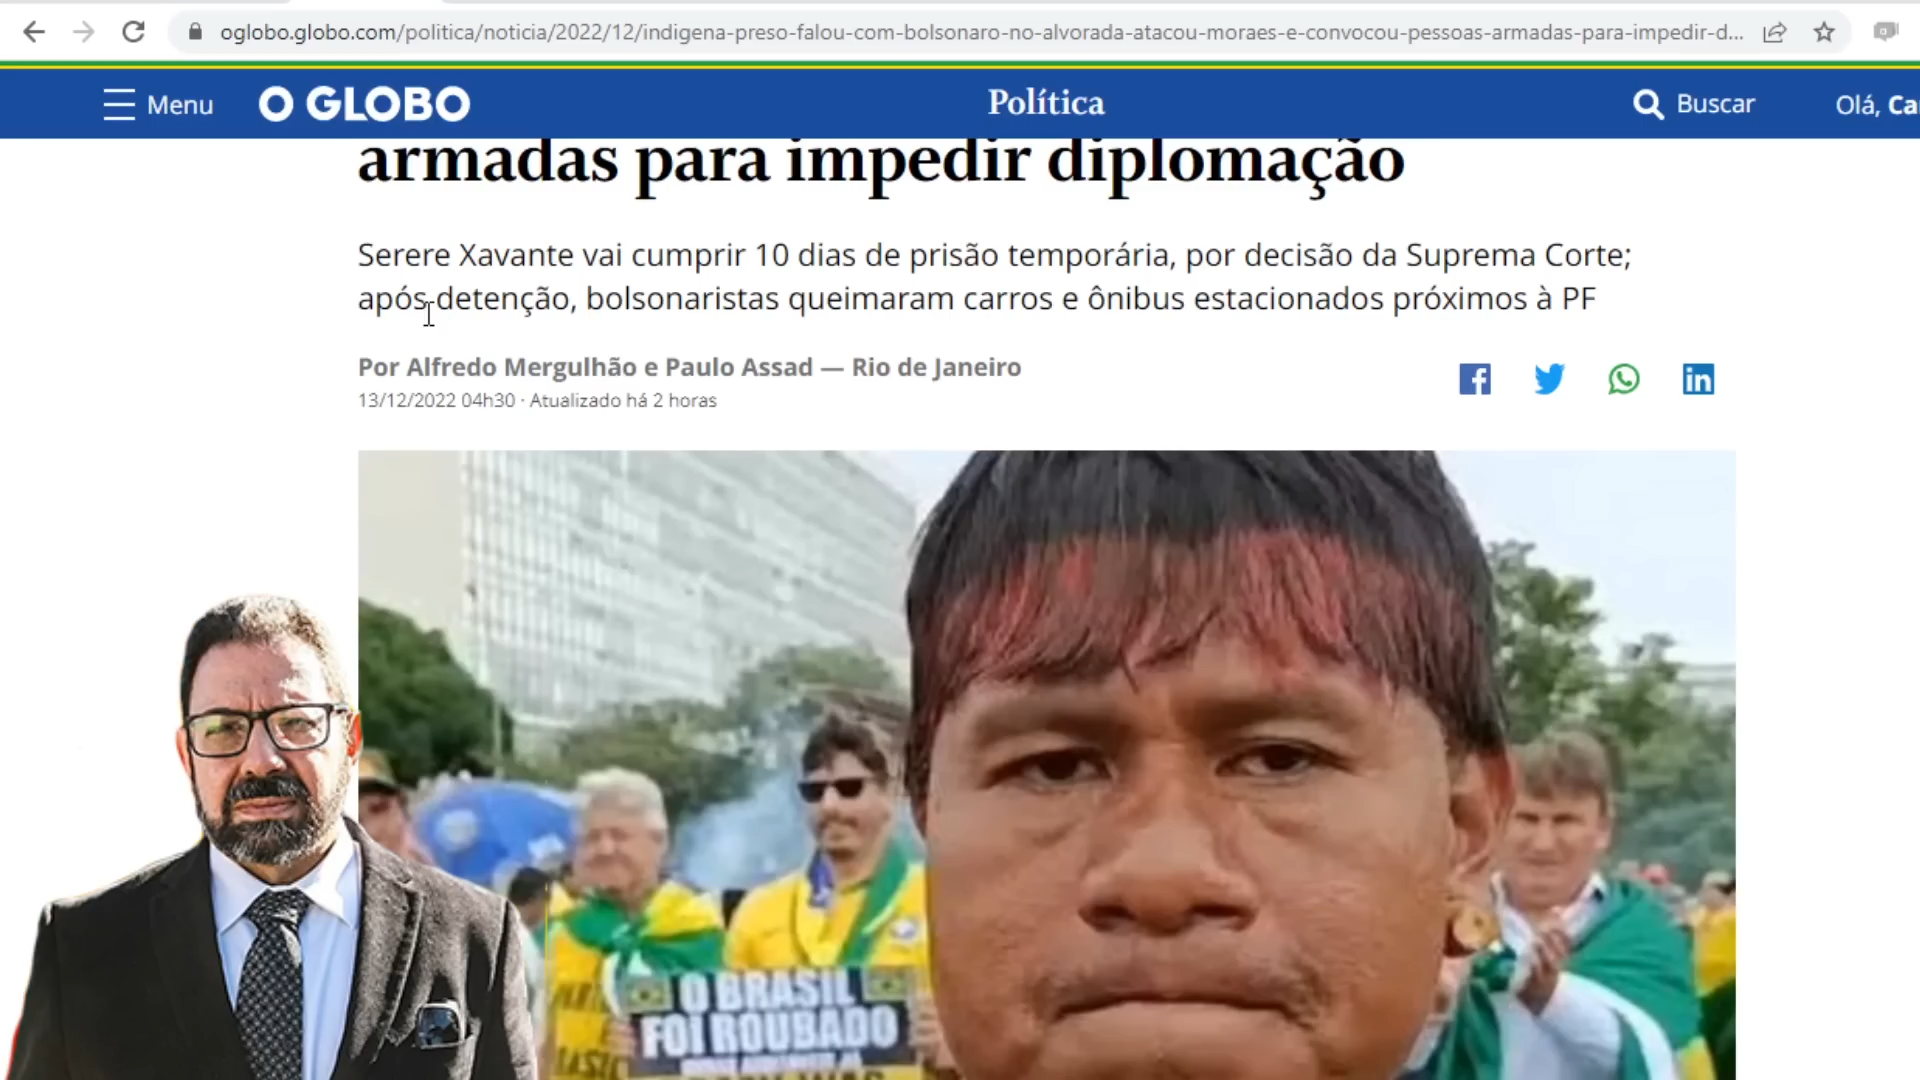 oglobo.globo.com/politica/noticia/2022/12/indigena-preso-falou-com-bolsonaro-no-alvorada-atacou-moraes-e-convocou-pessoas-armadas-para-impedir-d...
Menu
O GLOBO
Política
Buscar
Olá, Ca
armadas para impedir diplomação
Serere Xavante vai cumprir 10 dias de prisão temporária, por decisão da Suprema Corte;
após detenção, bolsonaristas queimaram carros e ônibus estacionados próximos à PF
Por Alfredo Mergulhão e Paulo Assad — Rio de Janeiro
13/12/2022 04h30 · Atualizado há 2 horas
O BRASIL
FOI ROUBADO